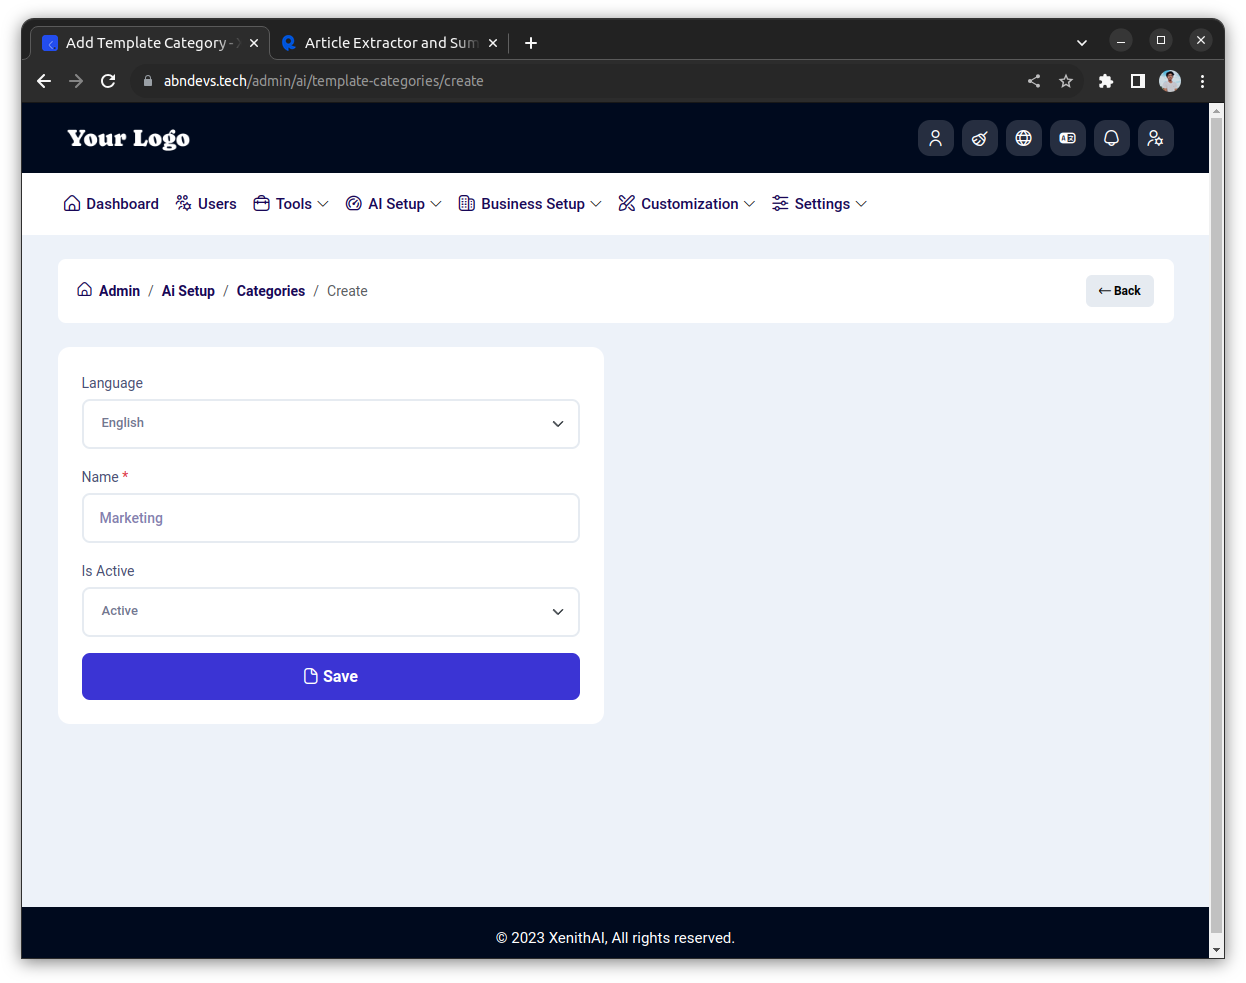 Add Template Category -
Article Extractor and Sum
abndevs.tech/admin/ai/template-categories/create
Your Logo
Dashboard Users Tools AI Setup Business Setup Customization Settings
Admin / Ai Setup / Categories / Create
←Back
Language
English
Name *
Marketing
Is Active
Active
Save
© 2023 XenithAI, All rights reserved.